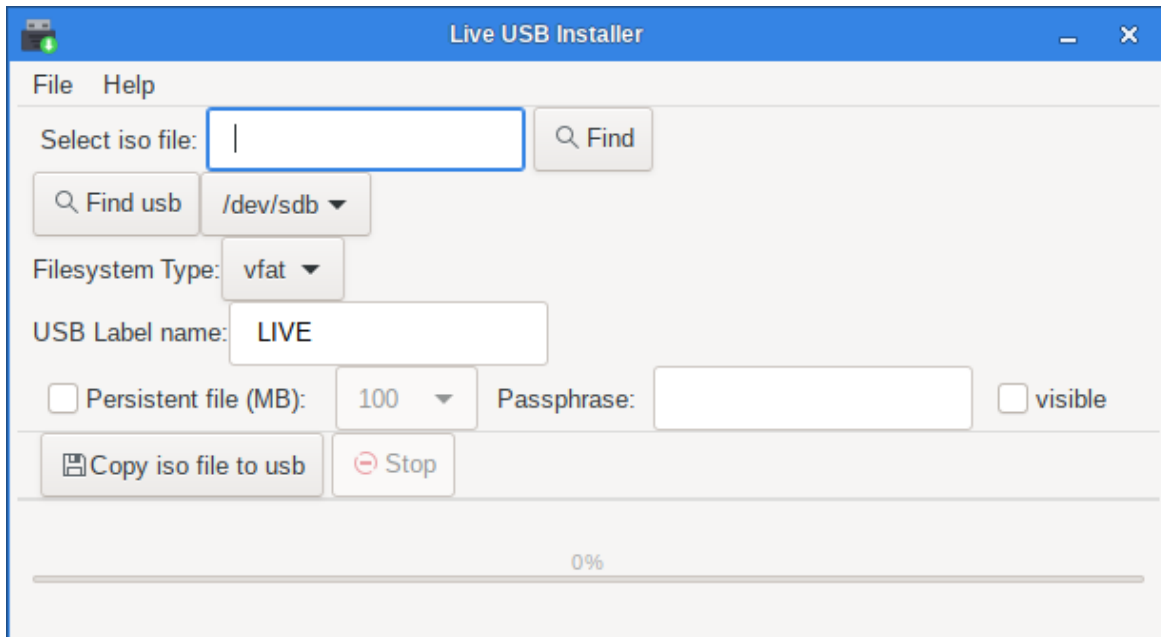 Live USB Installer
File Help
Select iso file: Find
Find usb /dev/sdb
Filesystem Type: vfat
USB Label name: LIVE
Persistent file (MB): 100 Passphrase: visible
Copy iso file to usb Stop
0%